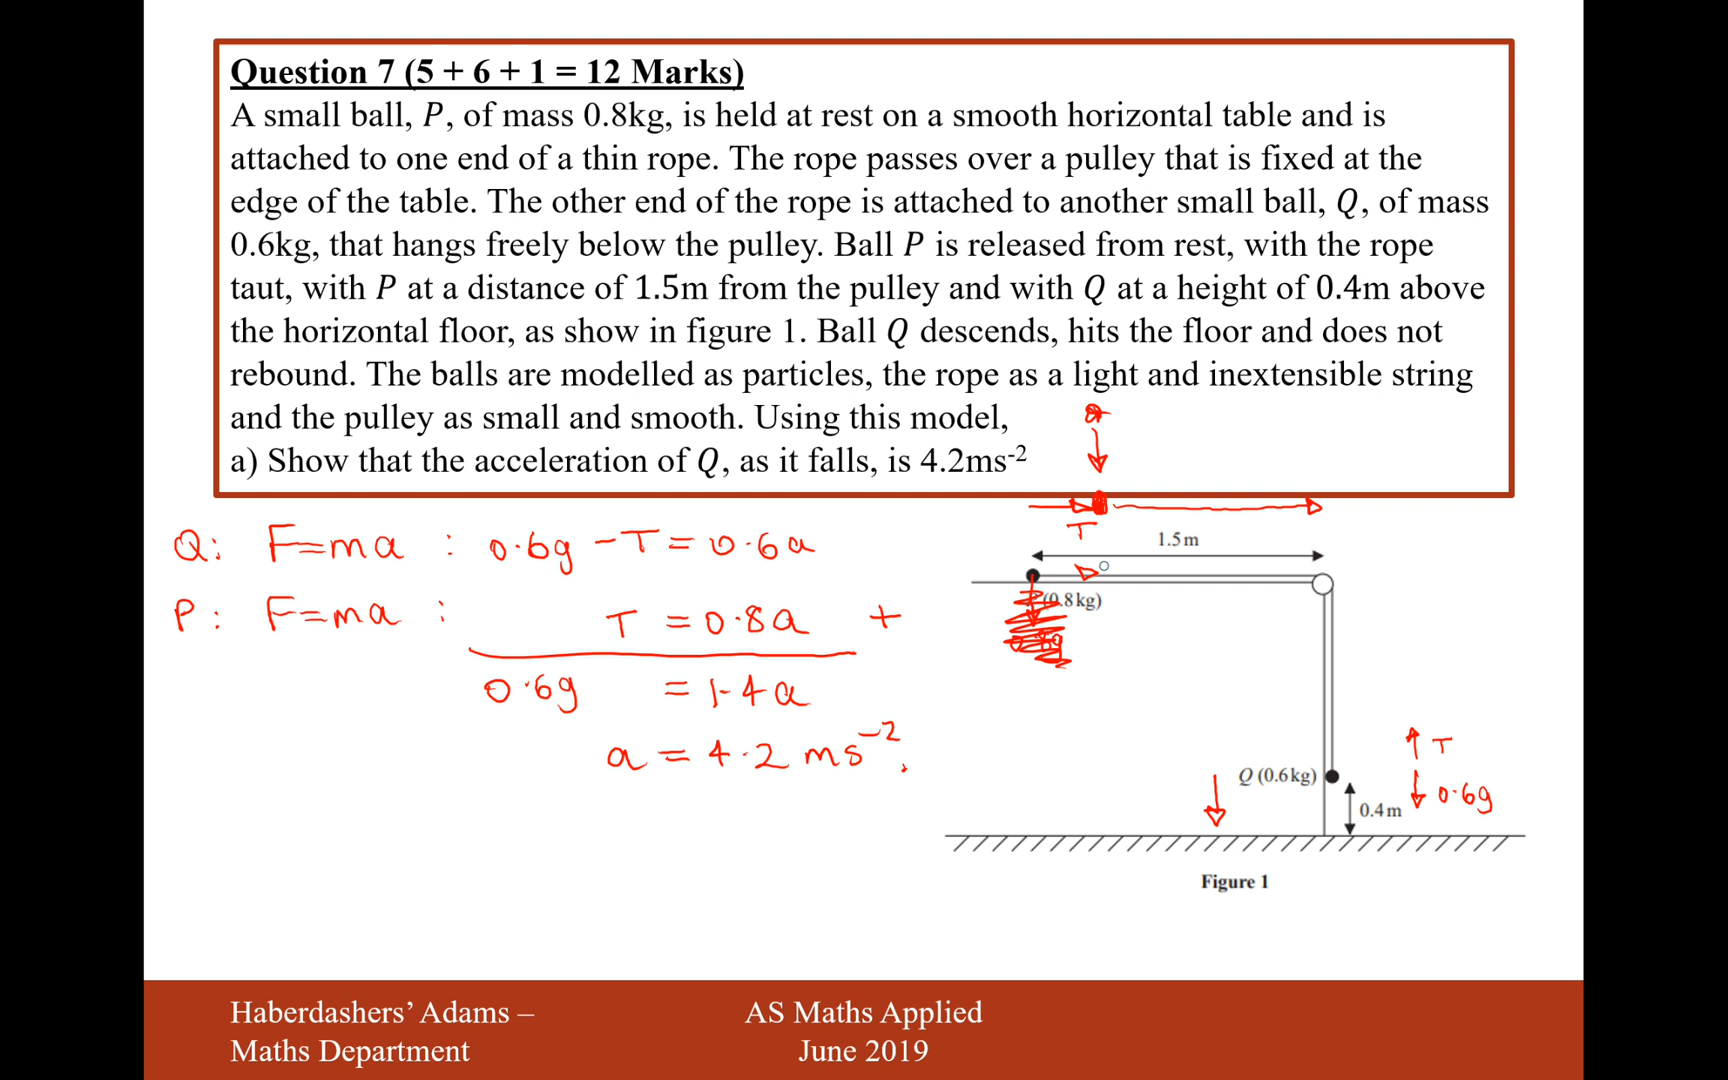 Question 7 (5 + 6 + 1 = 12 Marks)
A small ball, P, of mass 0.8kg, is held at rest on a smooth horizontal table and is
attached to one end of a thin rope. The rope passes over a pulley that is fixed at the
edge of the table. The other end of the rope is attached to another small ball, Q, of mass
0.6kg, that hangs freely below the pulley. Ball P is released from rest, with the rope
taut, with P at a distance of 1.5m from the pulley and with Q at a height of 0.4m above
the horizontal floor, as show in figure 1. Ball Q descends, hits the floor and does not
rebound. The balls are modelled as particles, the rope as a light and inextensible string
and the pulley as small and smooth. Using this model,
a) Show that the acceleration of Q, as it falls, is 4.2ms⁻²
Q: F=ma : 0.6g - T = 0.6a
P: F=ma : T = 0.8a +
0.6g = 1.4a
a = 4.2 ms⁻².
T
1.5 m
(0.8 kg)
T
Q (0.6 kg)
0.6g
0.4 m
Figure 1
Haberdashers’ Adams –
Maths Department
AS Maths Applied
June 2019